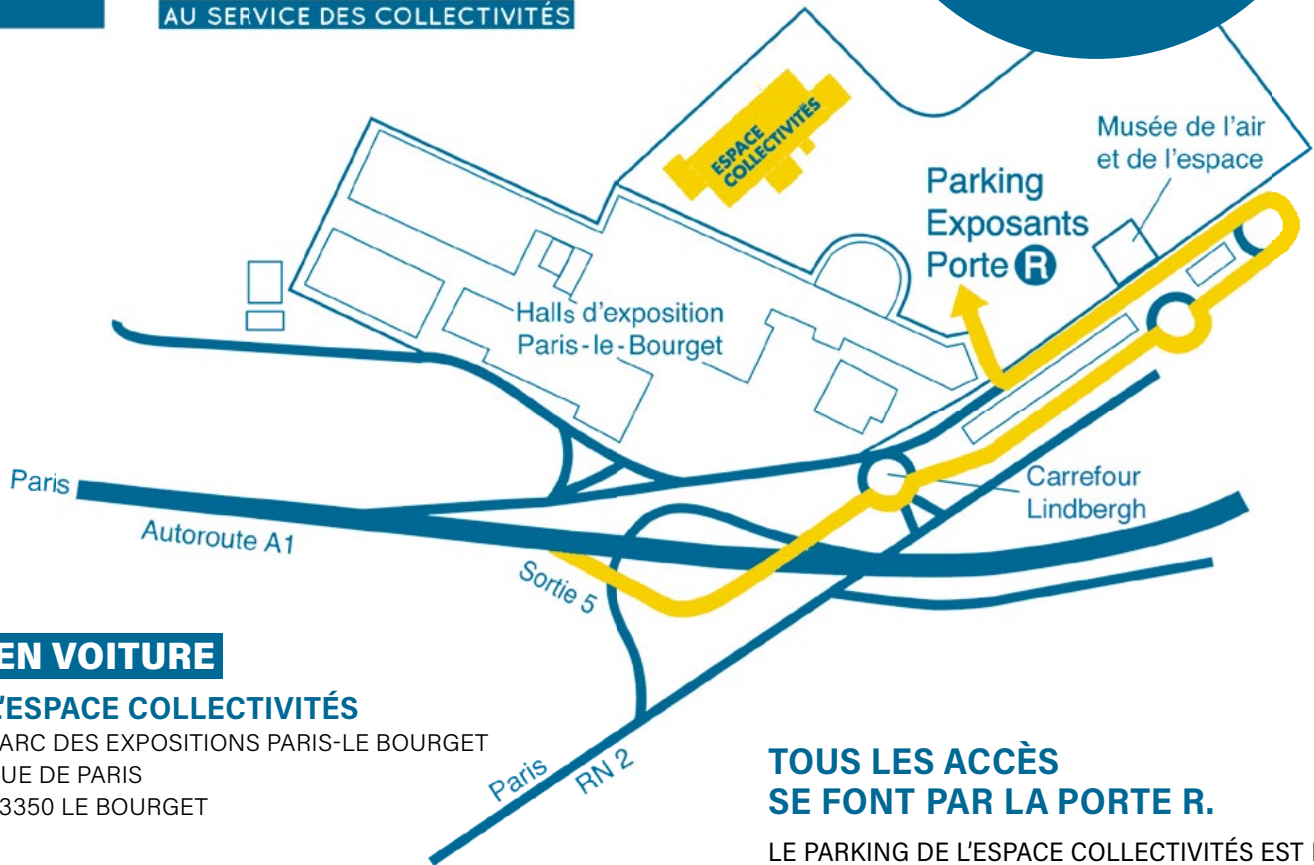 AU SERVICE DES COLLECTIVITÉS
ESPACE
COLLECTIVITÉS
Musée de l'air
et de l'espace
Parking
Exposants
Porte R
Halls d'exposition
Paris-le-Bourget
Carrefour
Lindbergh
Paris
Autoroute A1
Sortie 5
Paris
RN 2
EN VOITURE
L'ESPACE COLLECTIVITÉS
PARC DES EXPOSITIONS PARIS-LE BOURGET
UE DE PARIS
3350 LE BOURGET
TOUS LES ACCÈS
SE FONT PAR LA PORTE R.
LE PARKING DE L'ESPACE COLLECTIVITÉS EST